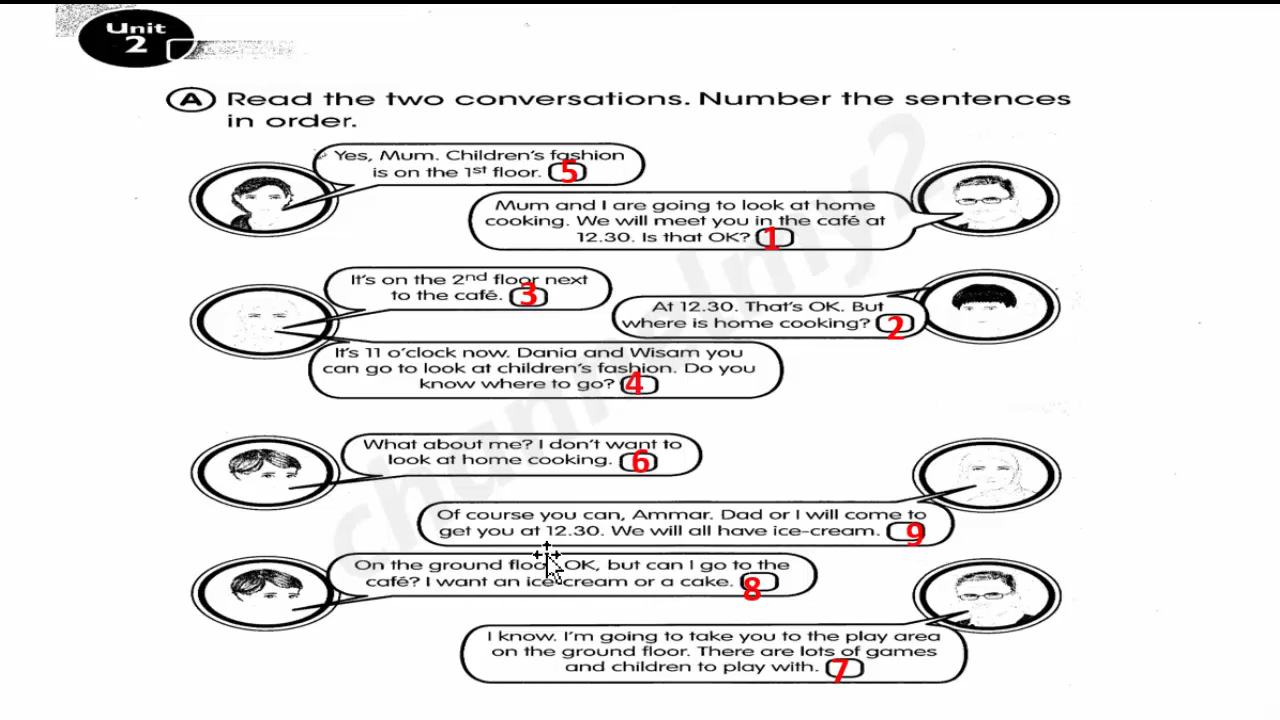 Unit
2
A Read the two conversations. Number the sentences
in order.
Yes, Mum. Children's fashion
is on the 1st floor. 5
Mum and I are going to look at home
cooking. We will meet you in the café at
12.30. Is that OK? 1
It's on the 2nd floor next
to the café. 3
At 12.30. That's OK. But
where is home cooking? 2
It's 11 o'clock now. Dania and Wisam you
can go to look at children's fashion. Do you
know where to go? 4
What about me? I don't want to
look at home cooking. 6
Of course you can, Ammar. Dad or I will come to
get you at 12.30. We will all have ice-cream. 9
On the ground floor OK, but can I go to the
café? I want an ice-cream or a cake. 8
I know. I'm going to take you to the play area
on the ground floor. There are lots of games
and children to play with. 7